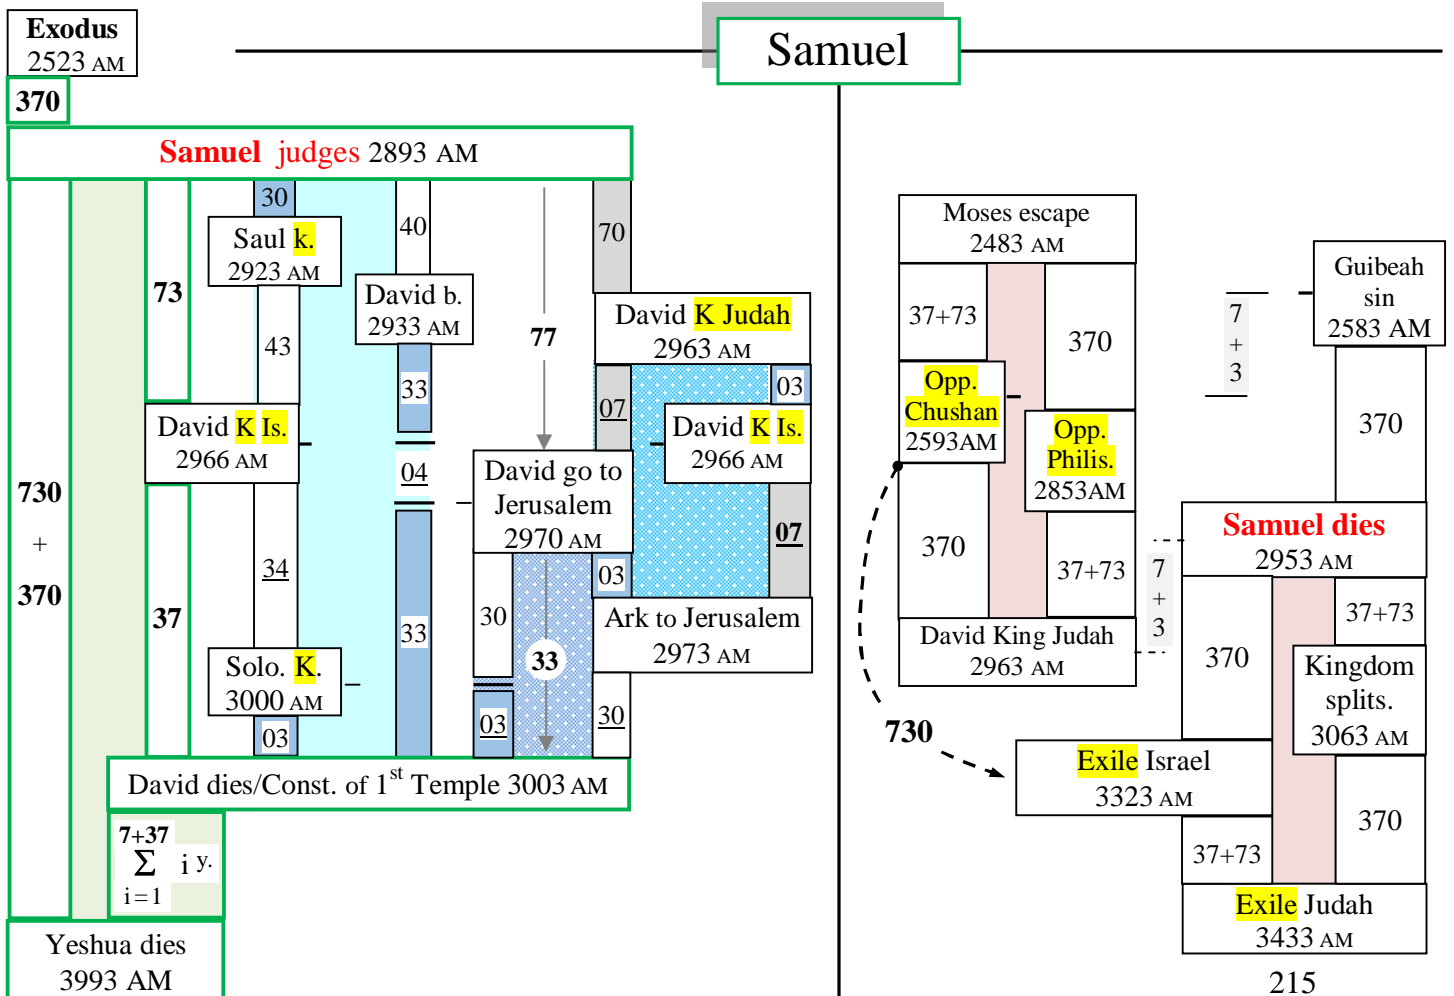 Samuel
Exodus
2523 AM
370
Samuel judges 2893 AM
30
40
70
Saul k.
2923 AM
73
David b.
2933 AM
77
David K Judah
2963 AM
43
33
07
03
David K Is.
2966 AM
David K Is.
2966 AM
04
David go to
Jerusalem
2970 AM
730
+
370
34
37
33
30
33
03
07
Ark to Jerusalem
2973 AM
Solo. K.
3000 AM
03
03
30
David dies/Const. of 1st Temple 3003 AM
7+37
Σ i y.
i = 1
Yeshua dies
3993 AM
Moses escape
2483 AM
37+73
370
Opp.
Chushan
2593AM
Opp.
Philis.
2853AM
370
37+73
David King Judah
2963 AM
7
+
3
Guibeah
sin
2583 AM
370
7
+
3
Samuel dies
2953 AM
370
37+73
Kingdom
splits.
3063 AM
730
Exile Israel
3323 AM
37+73
370
Exile Judah
3433 AM
215